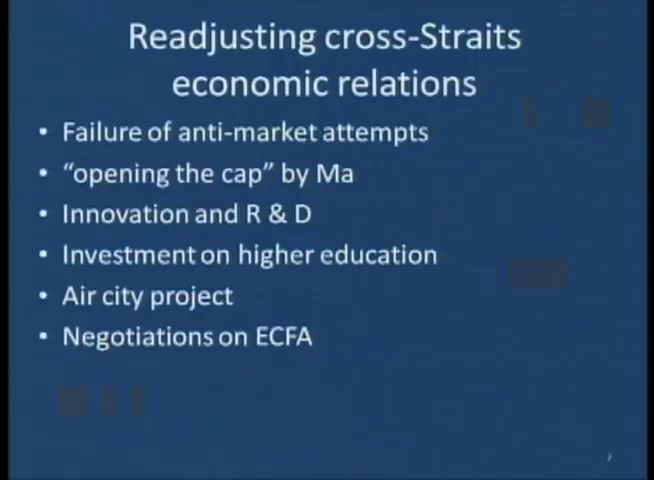 Readjusting cross-Straits
economic relations
• Failure of anti-market attempts
• “opening the cap” by Ma
• Innovation and R & D
• Investment on higher education
• Air city project
• Negotiations on ECFA